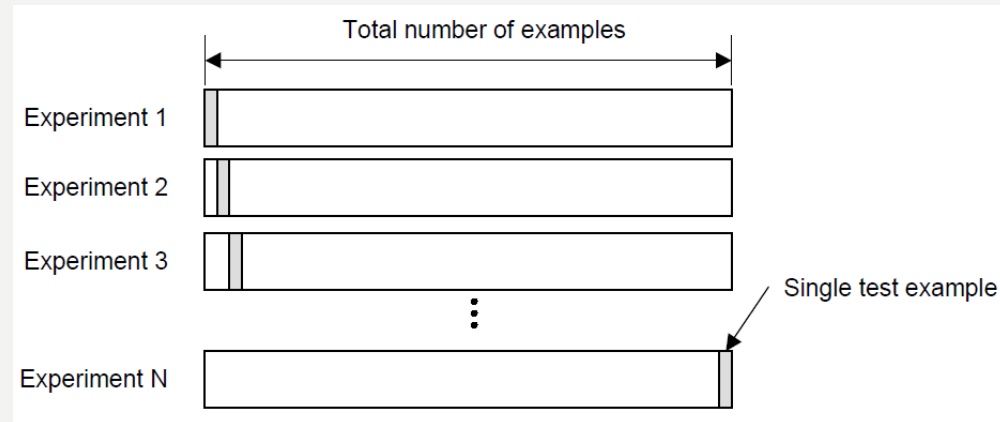 Total number of examples
Experiment 1
Experiment 2
Experiment 3
Single test example
Experiment N